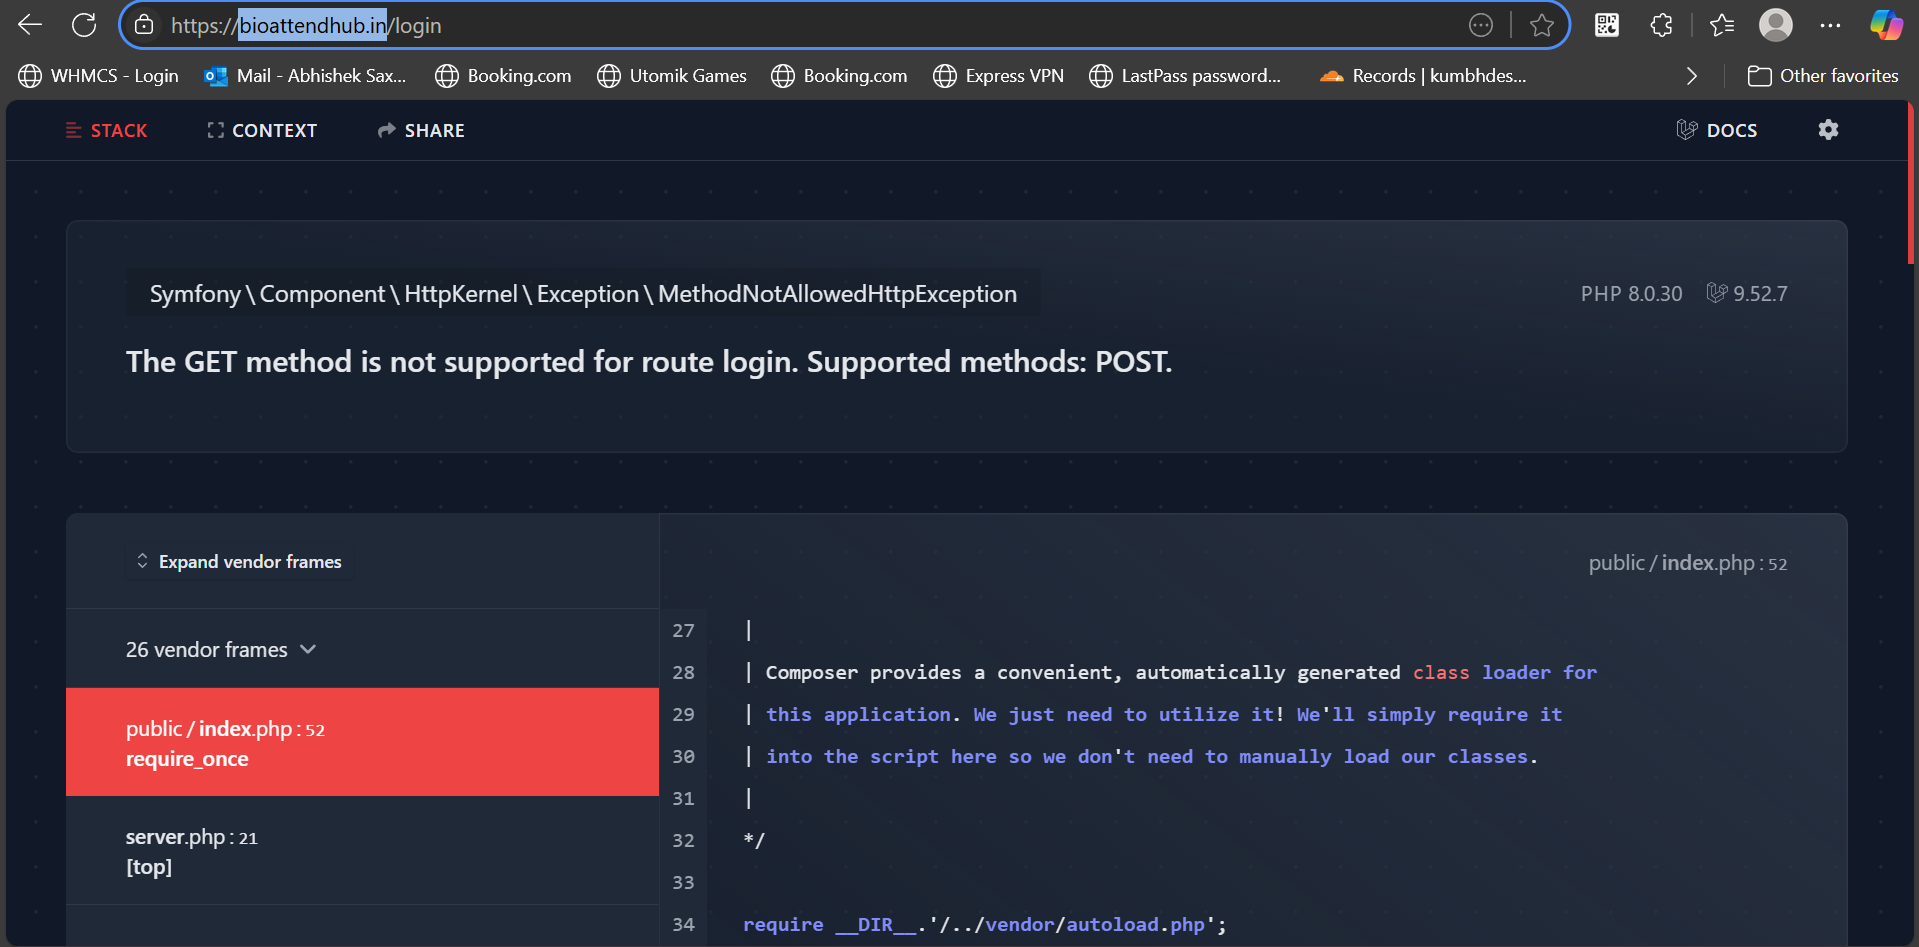 https://bioattendhub.in/login
WHMCS - Login Mail - Abhishek Sax... Booking.com Utomik Games Booking.com Express VPN LastPass password... Records | kumbhdes... Other favorites
STACK CONTEXT SHARE DOCS
Symfony\Component\HttpKernel\Exception\MethodNotAllowedHttpException PHP 8.0.30 9.52.7
The GET method is not supported for route login. Supported methods: POST.
Expand vendor frames
26 vendor frames
public/index.php:52
require_once
server.php:21
[top]
public/index.php:52
27 |
28 | Composer provides a convenient, automatically generated class loader for
29 | this application. We just need to utilize it! We'll simply require it
30 | into the script here so we don't need to manually load our classes.
31 |
32 */
33
34 require __DIR__.'/../vendor/autoload.php';